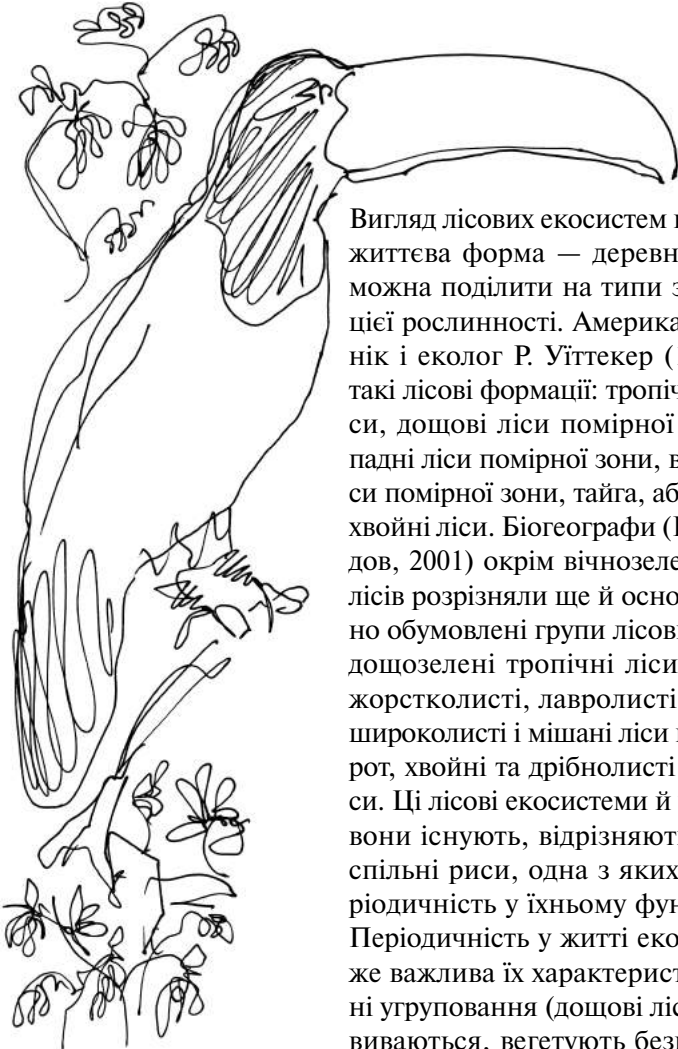 Вигляд лісових екосистем
життєва форма — деревн
можна поділити на типи з
цієї рослинності. Америка
нік і еколог Р. Уїттекер (
такі лісові формації: тропіч
си, дощові ліси помірної
падні ліси помірної зони, в
си помірної зони, тайга, аб
хвойні ліси. Біогеографи (
дов, 2001) окрім вічнозеле
лісів розрізняли ще й осно
но обумовлені групи лісов
дощозелені тропічні ліси
жорстколисті, лавролисті
широколисті і мішані ліси
рот, хвойні та дрібнолисті
си. Ці лісові екосистеми й
вони існують, відрізняют
спільні риси, одна з яких
ріодичність у їхньому фун
Періодичність у житті еко
же важлива їх характерист
ні угруповання (дощові ліс
виваються, вегетують без